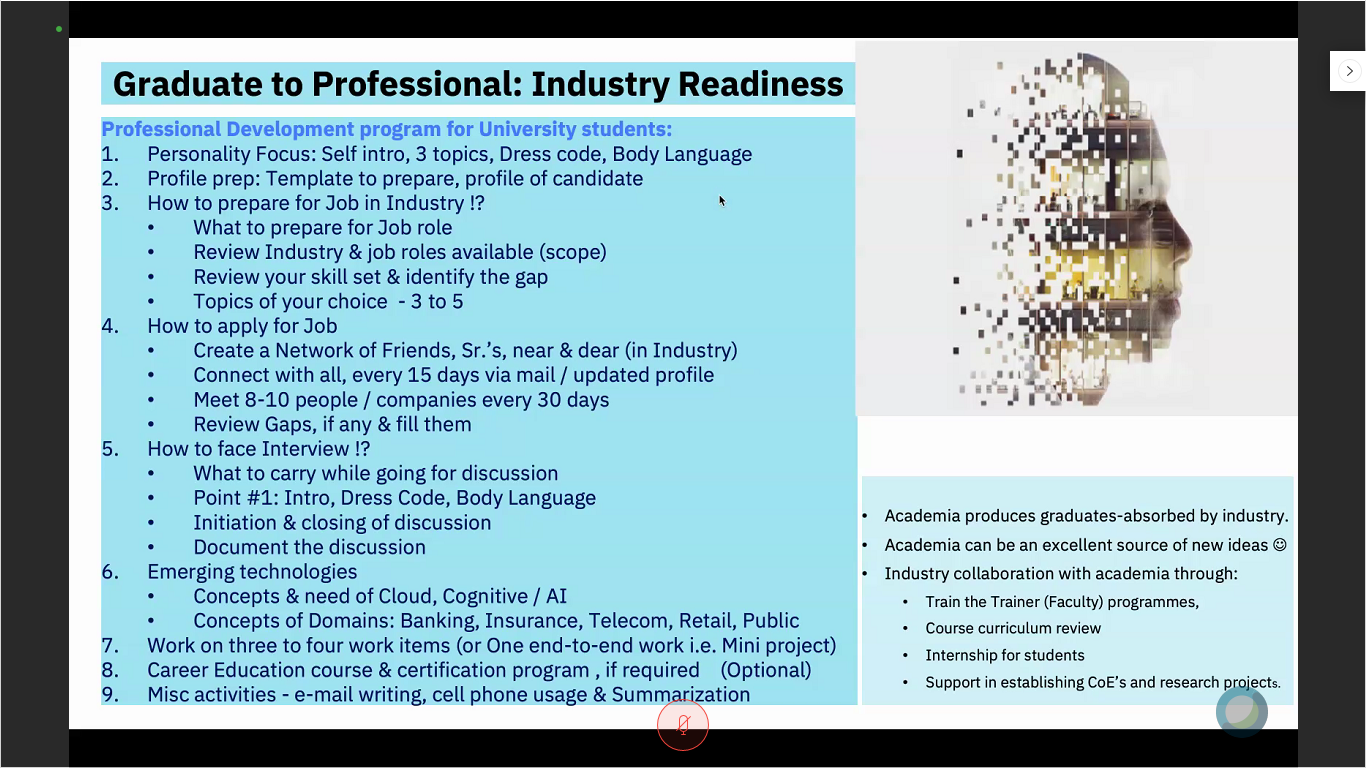 Graduate to Professional: Industry Readiness
Professional Development program for University students:
1. Personality Focus: Self intro, 3 topics, Dress code, Body Language
2. Profile prep: Template to prepare, profile of candidate
3. How to prepare for Job in Industry !?
• What to prepare for Job role
• Review Industry & job roles available (scope)
• Review your skill set & identify the gap
• Topics of your choice - 3 to 5
4. How to apply for Job
• Create a Network of Friends, Sr.'s, near & dear (in Industry)
• Connect with all, every 15 days via mail / updated profile
• Meet 8-10 people / companies every 30 days
• Review Gaps, if any & fill them
5. How to face Interview !?
• What to carry while going for discussion
• Point #1: Intro, Dress Code, Body Language
• Initiation & closing of discussion
• Document the discussion
6. Emerging technologies
• Concepts & need of Cloud, Cognitive / AI
• Concepts of Domains: Banking, Insurance, Telecom, Retail, Public
7. Work on three to four work items (or One end-to-end work i.e. Mini project)
8. Career Education course & certification program , if required (Optional)
9. Misc activities - e-mail writing, cell phone usage & Summarization
• Academia produces graduates-absorbed by industry.
• Academia can be an excellent source of new ideas ☺
• Industry collaboration with academia through:
• Train the Trainer (Faculty) programmes,
• Course curriculum review
• Internship for students
• Support in establishing CoE's and research projects.